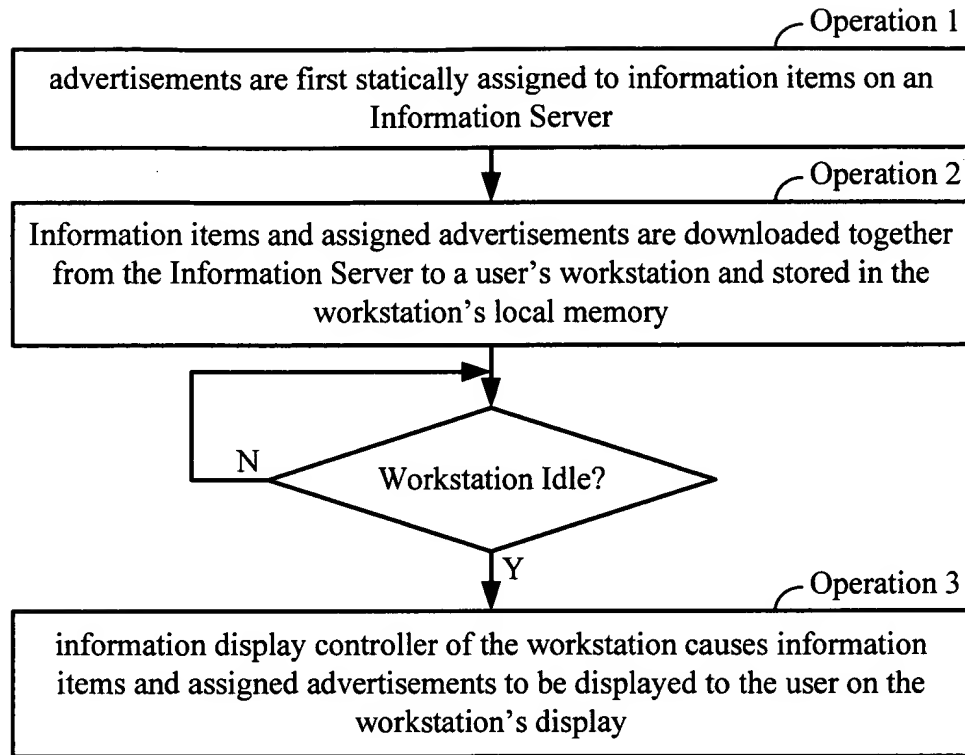 Operation 1
advertisements are first statically assigned to information items on an
Information Server
Operation 2
Information items and assigned advertisements are downloaded together
from the Information Server to a user's workstation and stored in the
workstation's local memory
N
Workstation Idle?
Y
Operation 3
information display controller of the workstation causes information
items and assigned advertisements to be displayed to the user on the
workstation's display